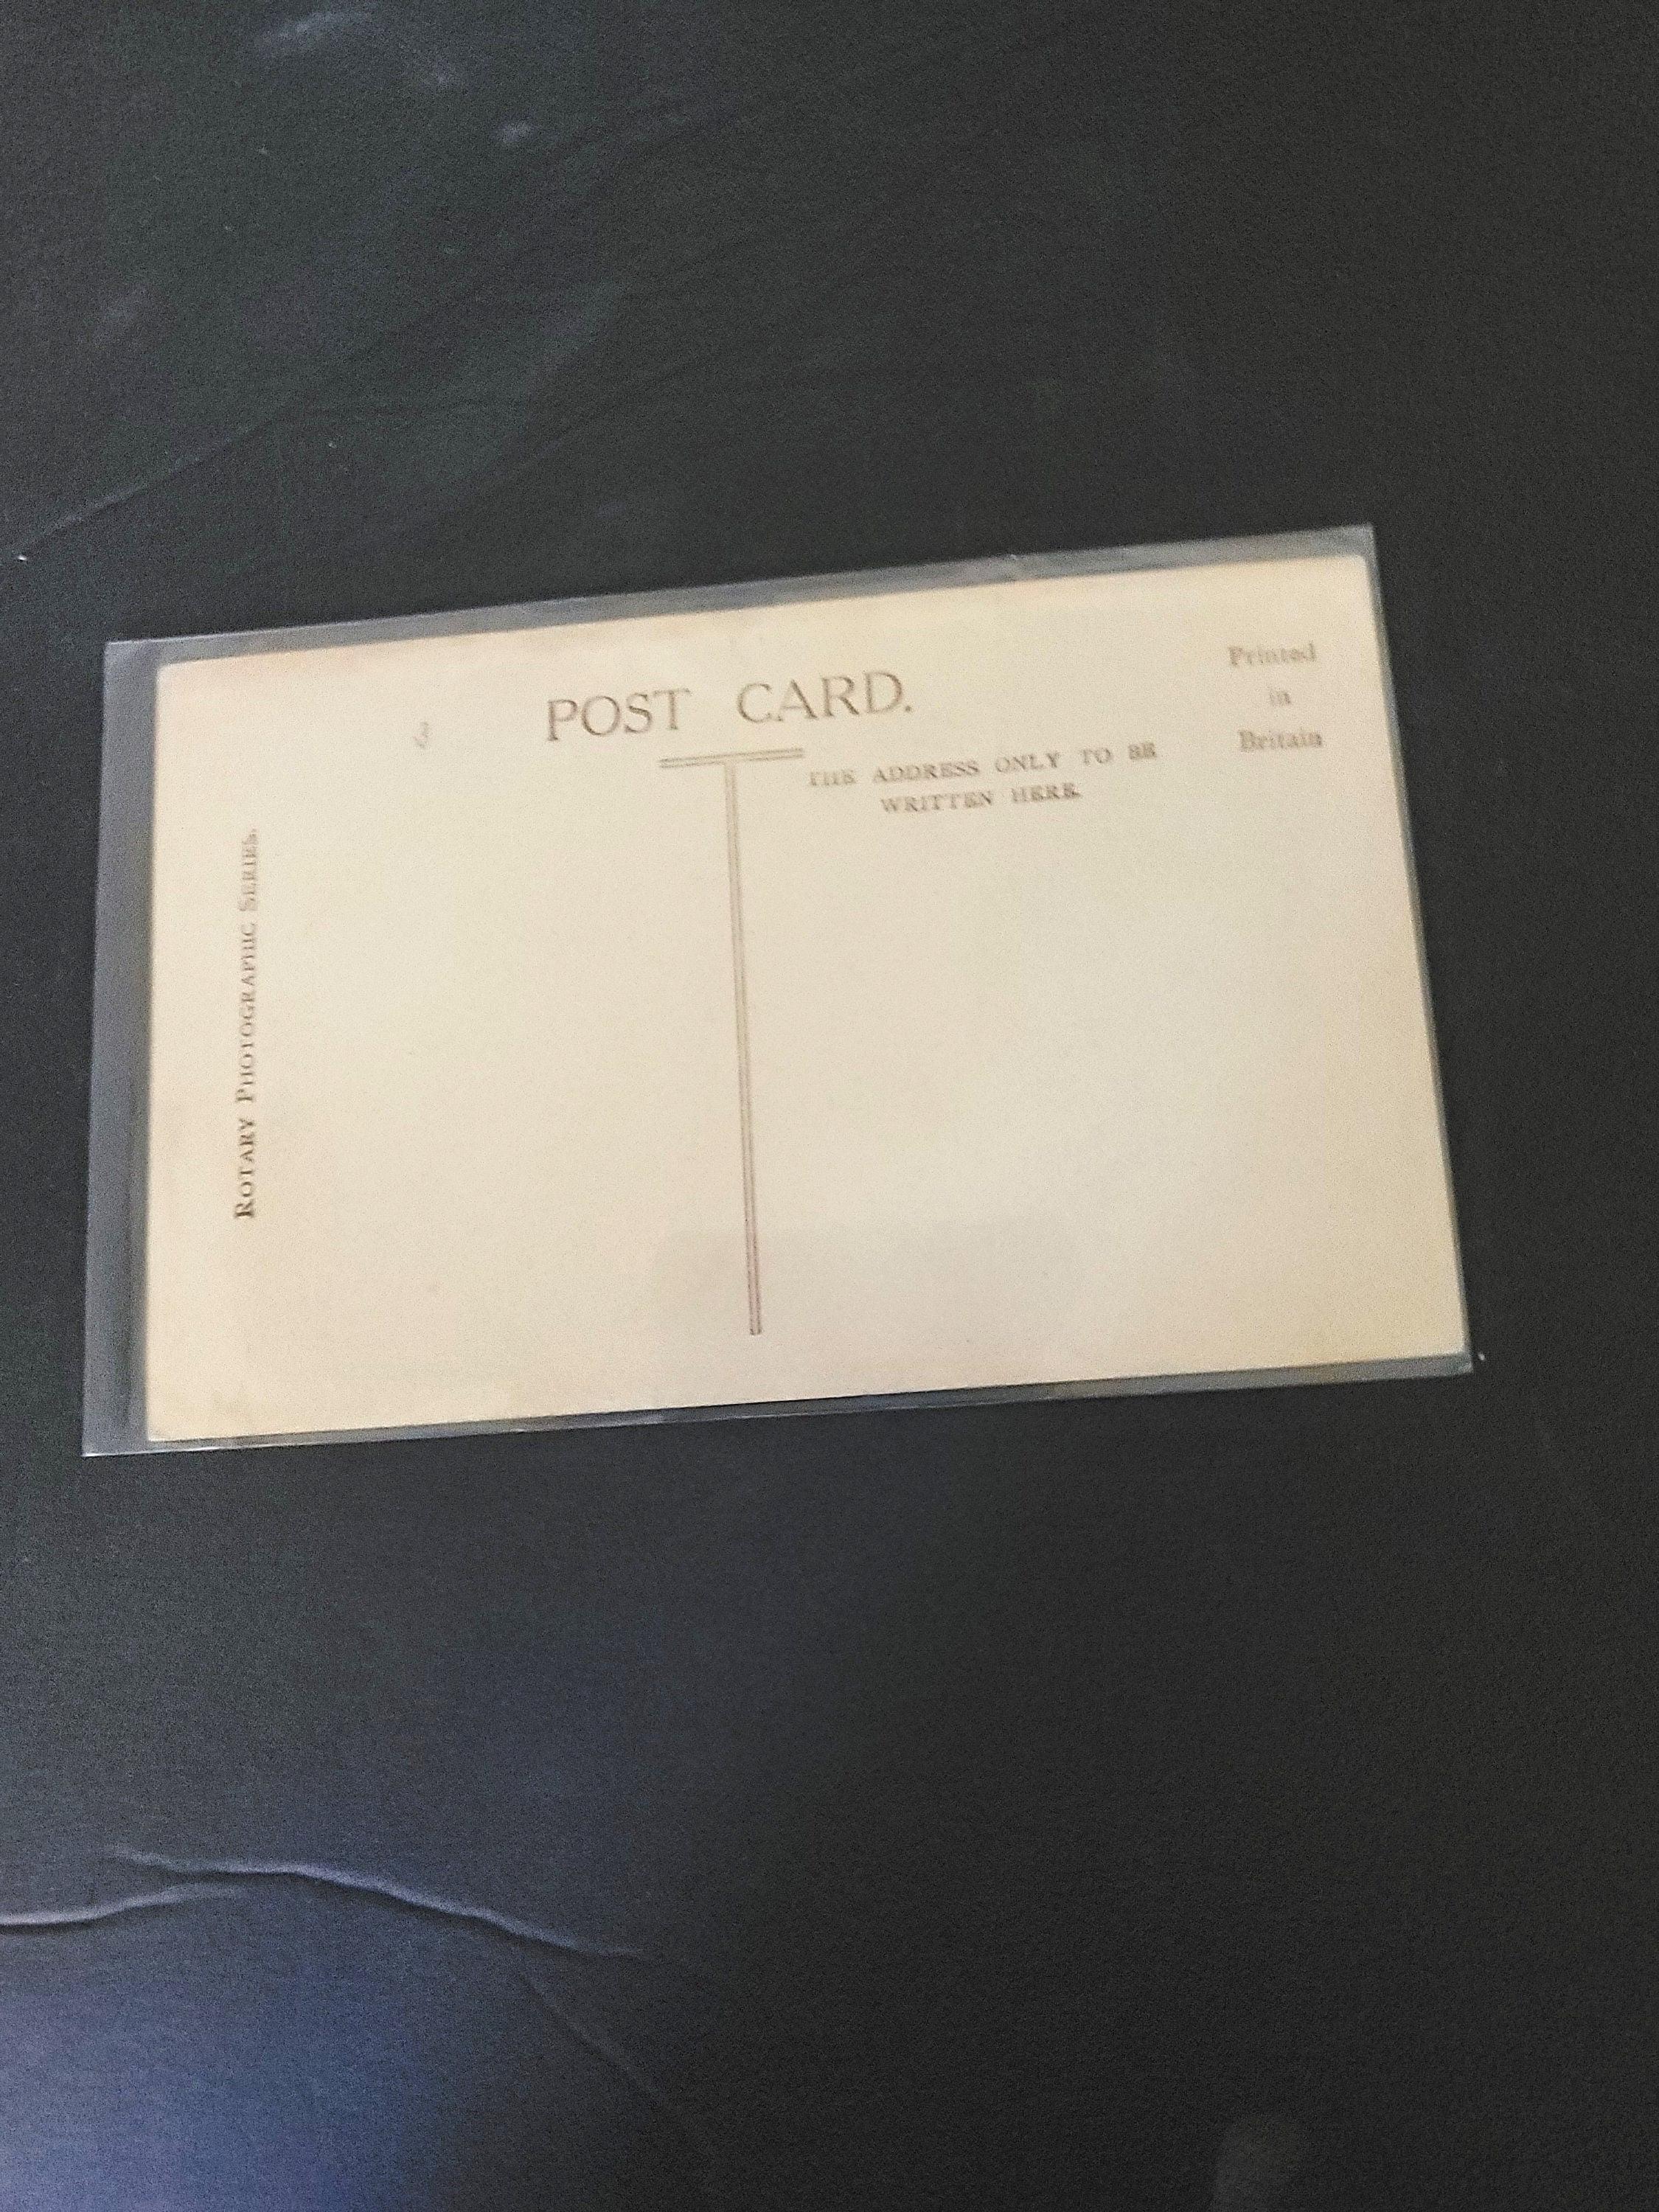 POST CARD.
Printed
in
Britain
THE ADDRESS ONLY TO BE
WRITTEN HERE.
ROTARY PHOTOGRAPHIC SERIES.